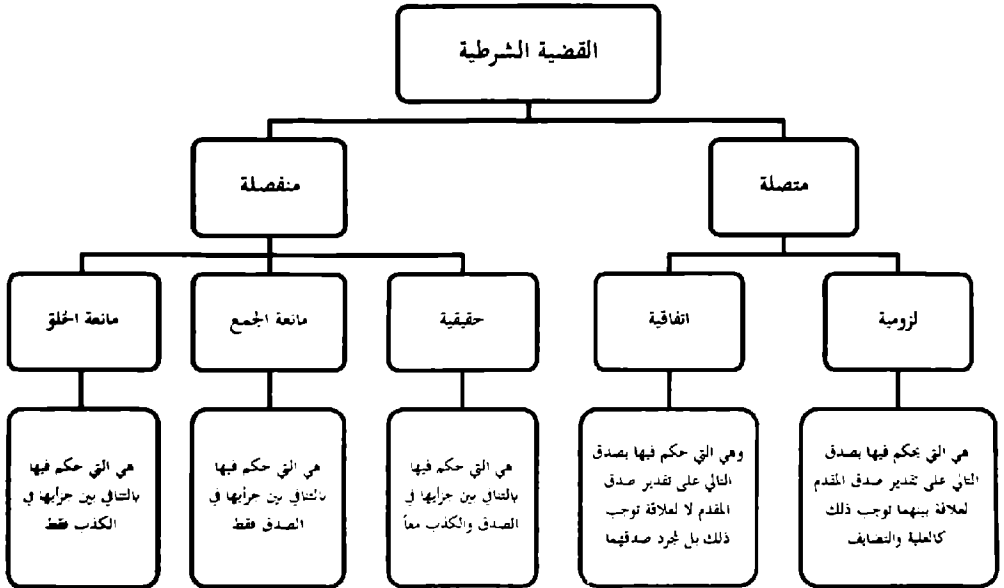 القضية الشرطية
متصلة
منفصلة
لزومية
اتفاقية
حقيقية
مانعة الجمع
مانعة الخلق
هي التي يحكم فيها بصدق
التالي على تقدير صدق المقدم
لعلاقة بينهما توجب ذلك
كالعلية والتضايف
وهي التي حكم فيها بصدق
التالي على تقدير صدق
المقدم لا لعلاقة توجب
ذلك بل لمجرد صدقهما
هي التي حكم فيها
بالتنافي بين جزأيها في
الصدق والكذب معاً
هي التي حكم فيها
بالتنافي بين جزأيها في
الصدق فقط
هي التي حكم فيها
بالتنافي بين جزأيها في
الكذب فقط